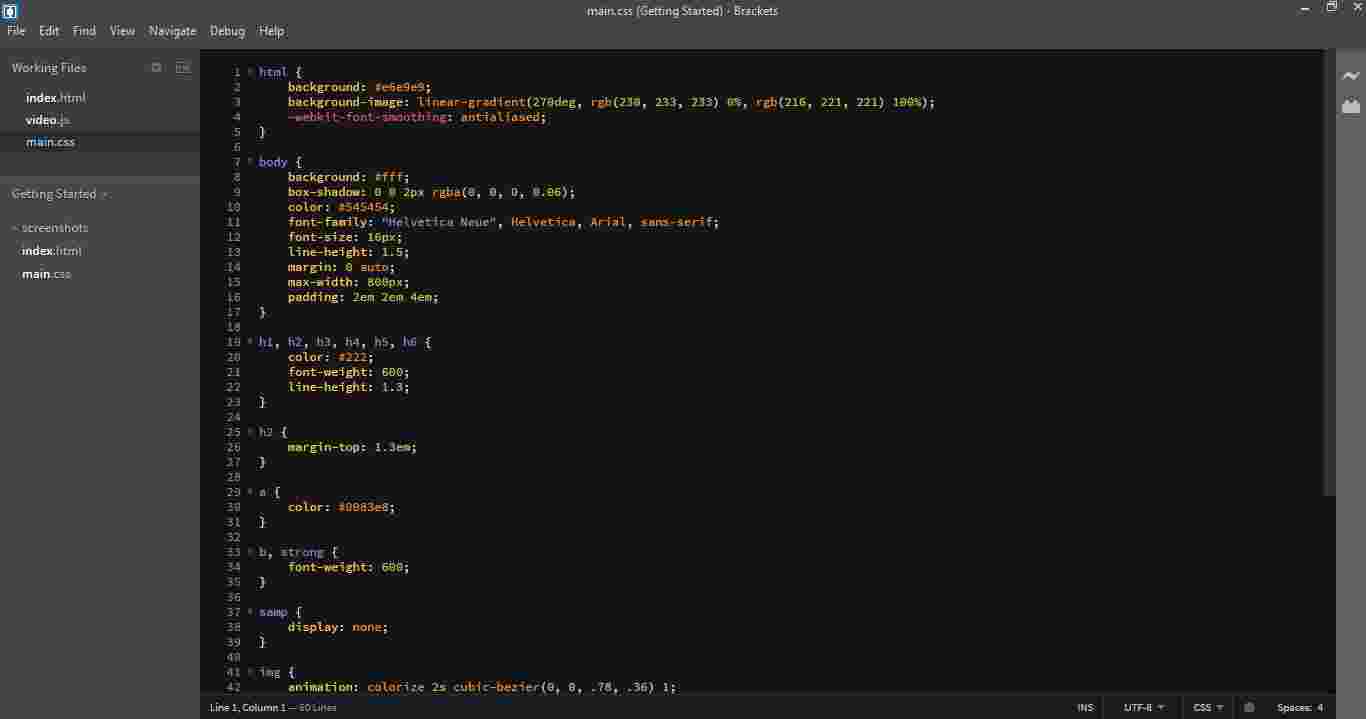 main.css (Getting Started) - Brackets
File Edit Find View Navigate Debug Help
Working Files
index.html
video.js
main.css
Getting Started
screenshots
index.html
main.css
1 html {
2 background: #e6e9e9;
3 background-image: linear-gradient(270deg, rgb(230, 233, 233) 0%, rgb(216, 221, 221) 100%);
4 -webkit-font-smoothing: antialiased;
5 }
6
7 body {
8 background: #fff;
9 box-shadow: 0 0 2px rgba(0, 0, 0, 0.06);
10 color: #545454;
11 font-family: "Helvetica Neue", Helvetica, Arial, sans-serif;
12 font-size: 16px;
13 line-height: 1.5;
14 margin: 0 auto;
15 max-width: 800px;
16 padding: 2em 2em 4em;
17 }
18
19 h1, h2, h3, h4, h5, h6 {
20 color: #222;
21 font-weight: 600;
22 line-height: 1.3;
23 }
24
25 h2 {
26 margin-top: 1.3em;
27 }
28
29 a {
30 color: #0083e8;
31 }
32
33 b, strong {
34 font-weight: 600;
35 }
36
37 samp {
38 display: none;
39 }
40
41 img {
42 animation: colorize 2s cubic-bezier(0, 0, .78, .36) 1;
Line 1, Column 1 — 60 Lines INS UTF-8 CSS Spaces: 4